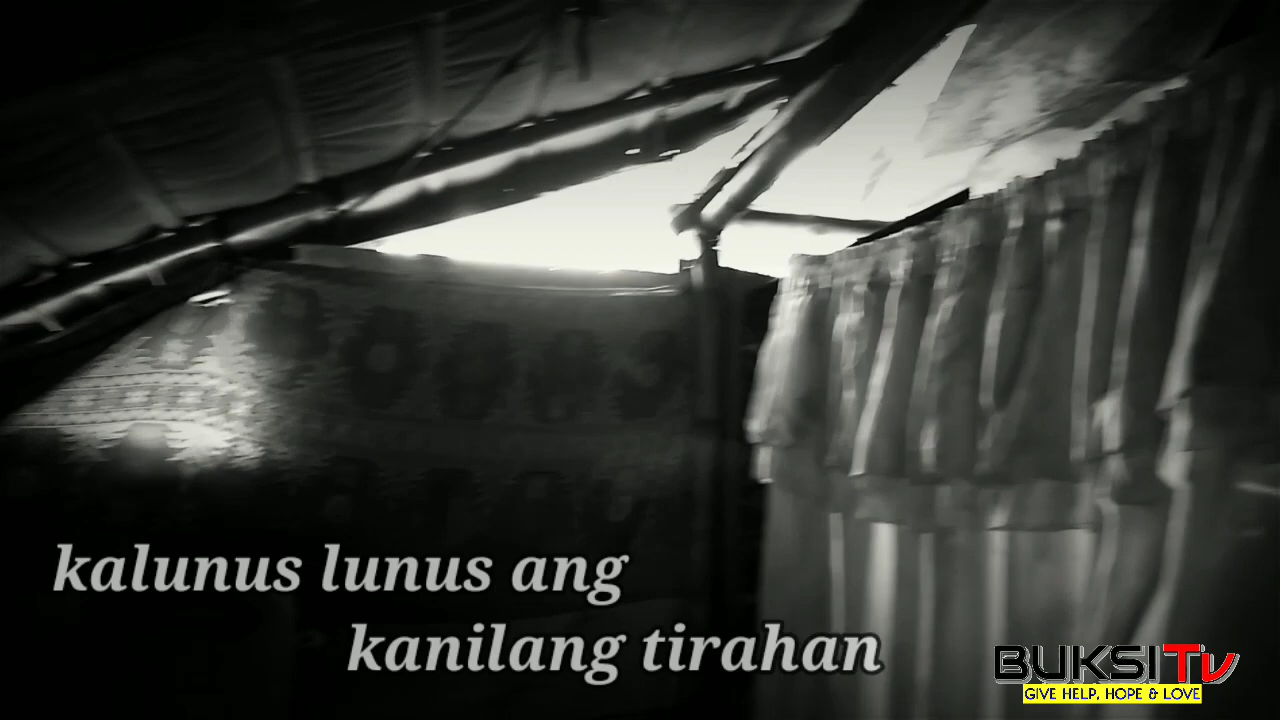 kalunus lunus ang
kanilang tirahan
BUKSITv
GIVE HELP, HOPE & LOVE